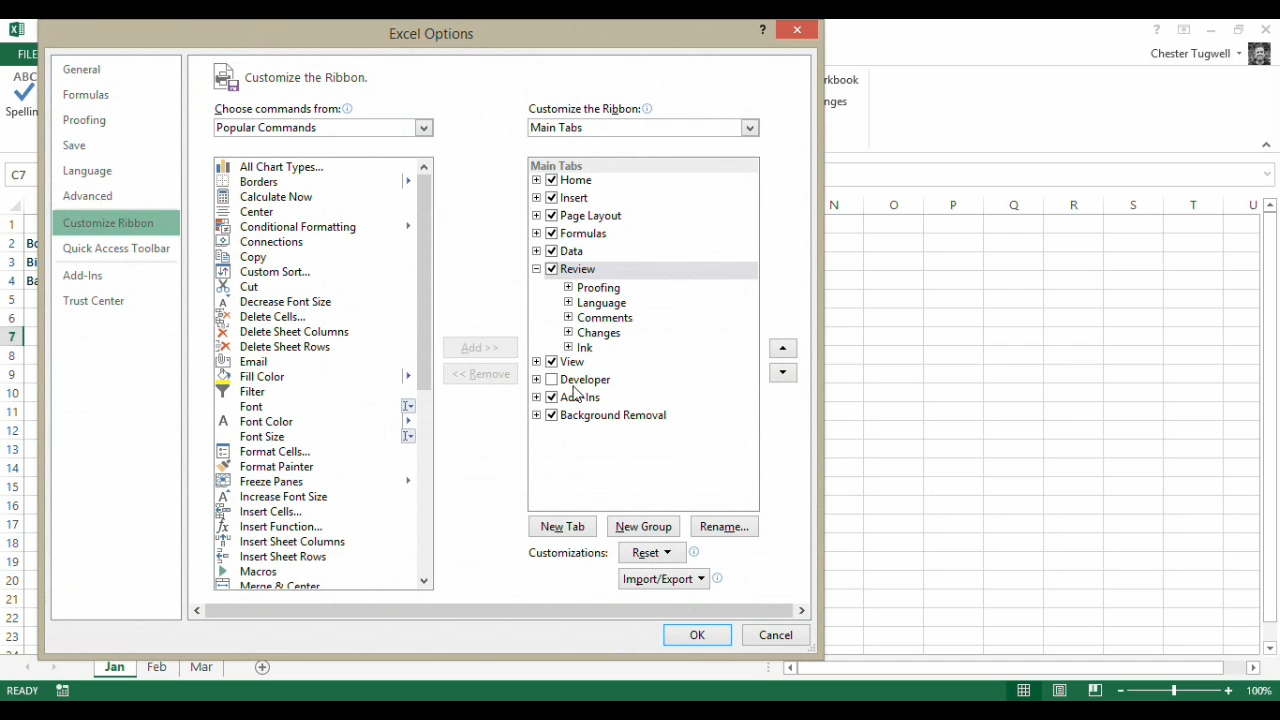 Excel Options
?
FILE
Chester Tugwell
ABC
Spellin
rkbook
nges
General
Formulas
Proofing
Save
Language
Advanced
Customize Ribbon
Quick Access Toolbar
Add-Ins
Trust Center
Customize the Ribbon.
Choose commands from:
Popular Commands
All Chart Types...
Borders
Calculate Now
Center
Conditional Formatting
Connections
Copy
Custom Sort...
Cut
Decrease Font Size
Delete Cells...
Delete Sheet Columns
Delete Sheet Rows
Email
Fill Color
Filter
Font
Font Color
Font Size
Format Cells...
Format Painter
Freeze Panes
Increase Font Size
Insert Cells...
Insert Function...
Insert Sheet Columns
Insert Sheet Rows
Macros
Merge & Center
Add >>
<< Remove
Customize the Ribbon:
Main Tabs
Main Tabs
Home
Insert
Page Layout
Formulas
Data
Review
Proofing
Language
Comments
Changes
Ink
View
Developer
Add-Ins
Background Removal
New Tab
New Group
Rename...
Customizations:
Reset
Import/Export
OK
Cancel
C7
N O P Q R S T U
1
2 Bo
3 Bi
4 Ba
5
6
7
8
9
10
11
12
13
14
15
16
17
18
19
20
21
22
23
Jan Feb Mar
READY
100%